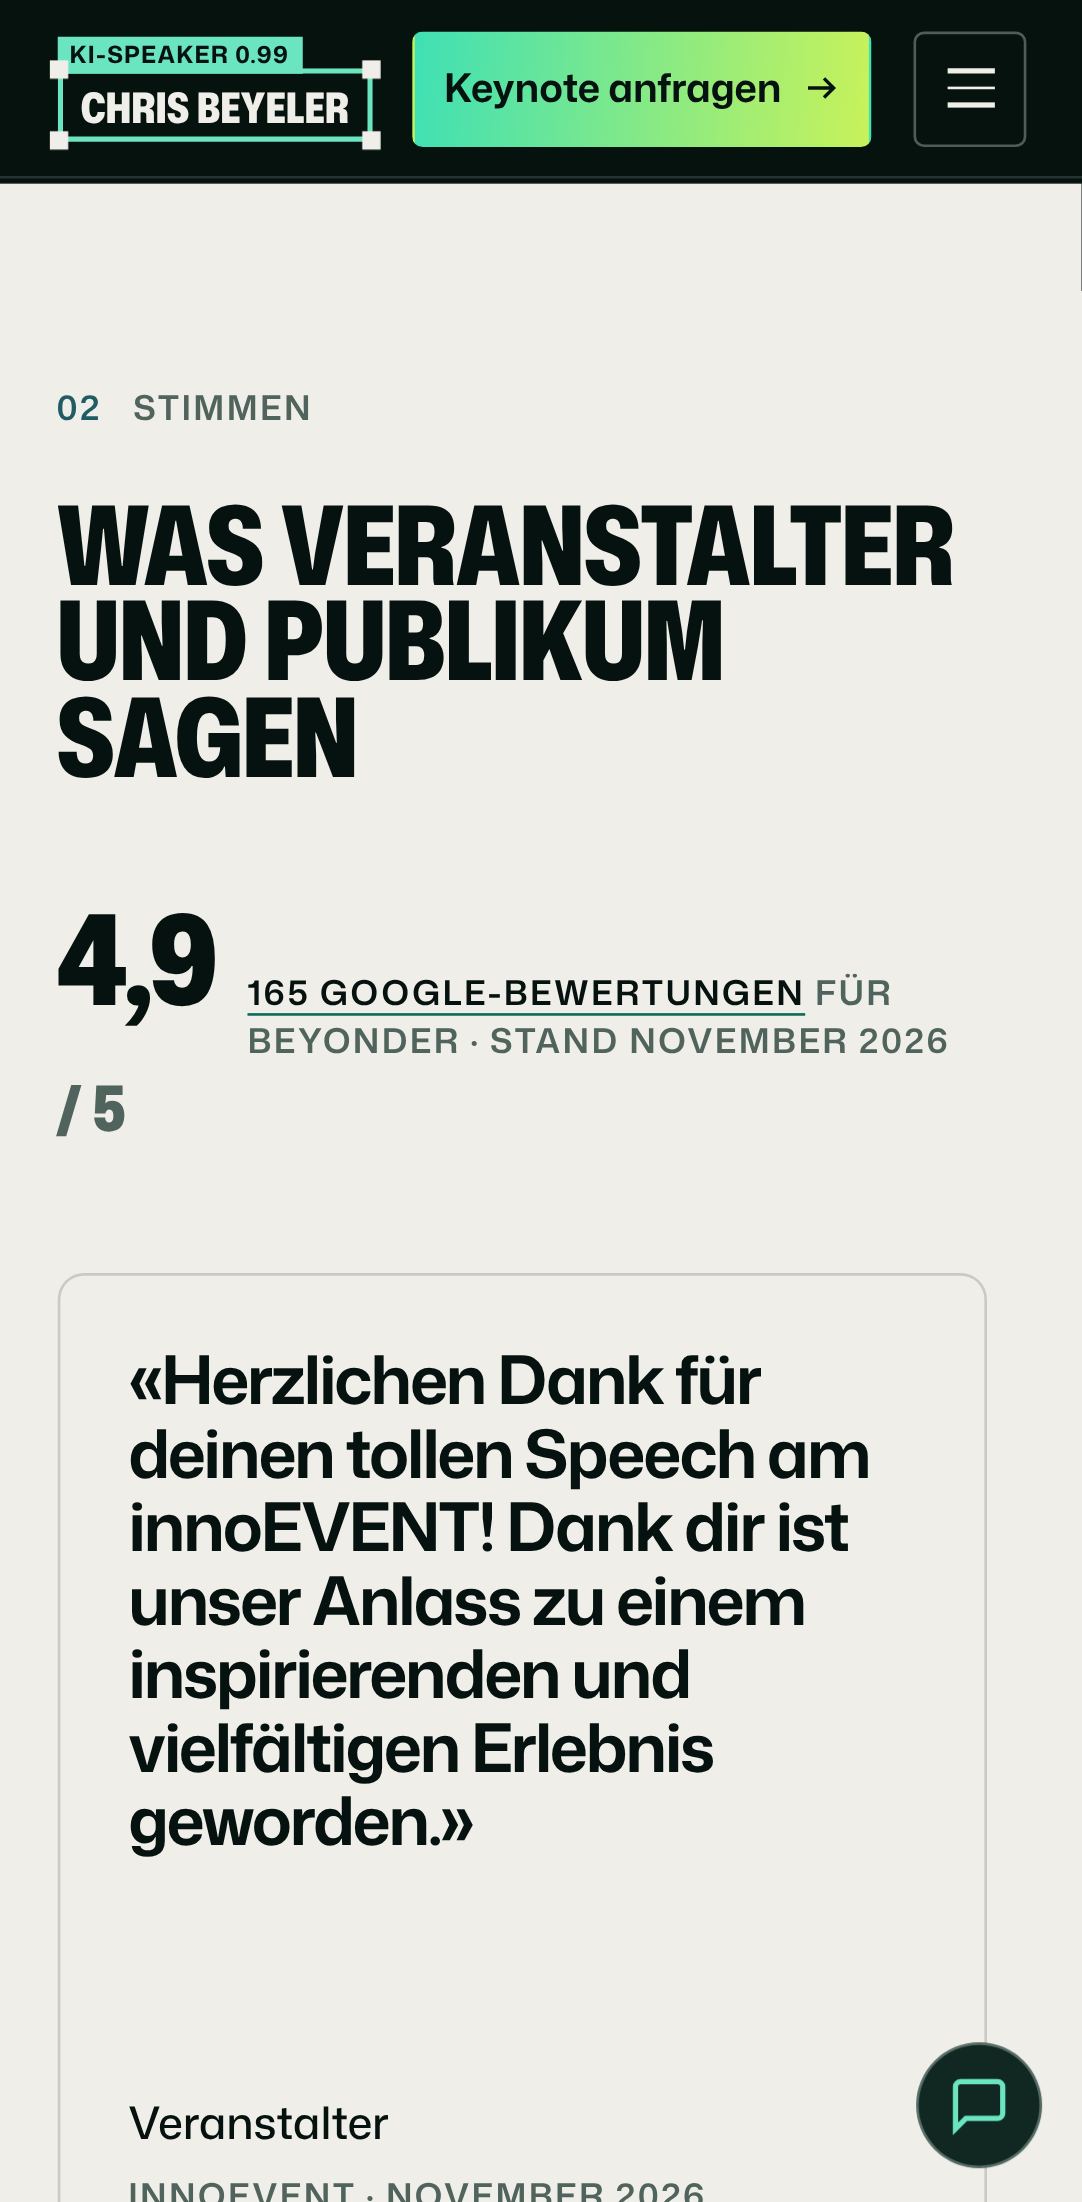 KI-SPEAKER 0.99
CHRIS BEYELER
Keynote anfragen →
02 STIMMEN
WAS VERANSTALTER
UND PUBLIKUM
SAGEN
4,9
165 GOOGLE-BEWERTUNGEN FÜR
BEYONDER · STAND NOVEMBER 2026
/ 5
«Herzlichen Dank für
deinen tollen Speech am
innoEVENT! Dank dir ist
unser Anlass zu einem
inspirierenden und
vielfältigen Erlebnis
geworden.»
Veranstalter
INNOEVENT · NOVEMBER 2026